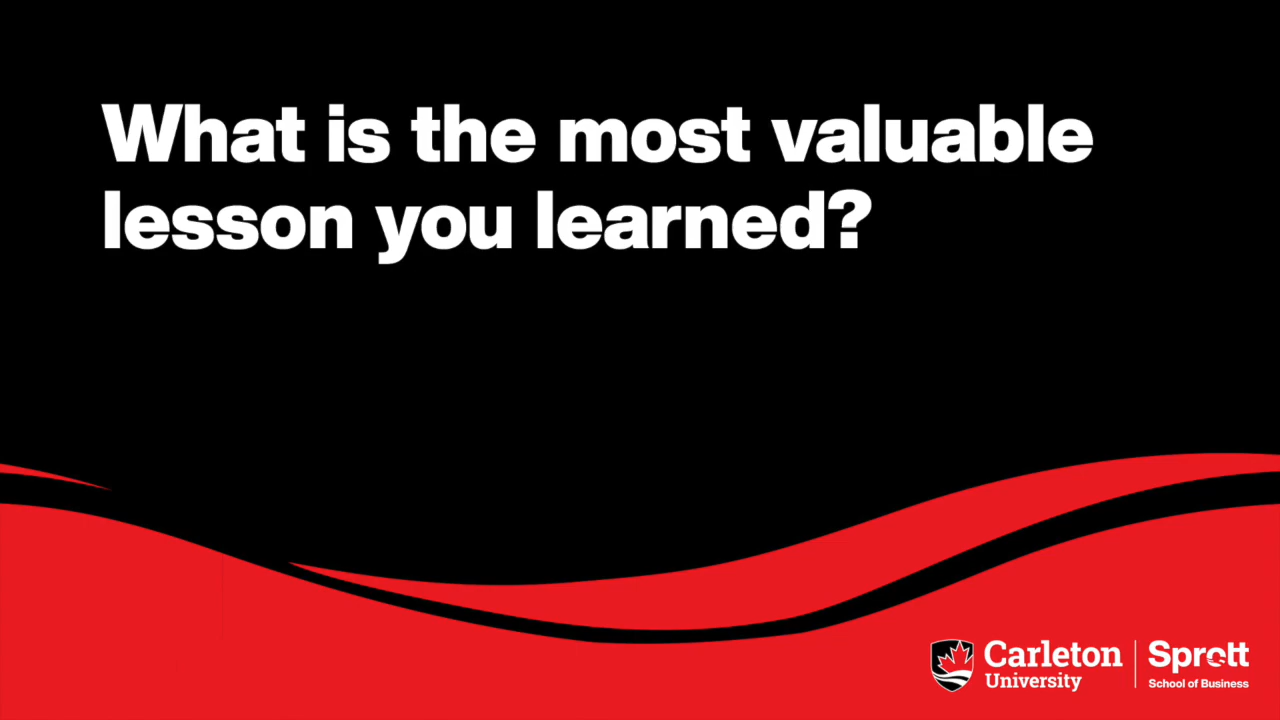 What is the most valuable
lesson you learned?
Carleton
University
Sprott
School of Business